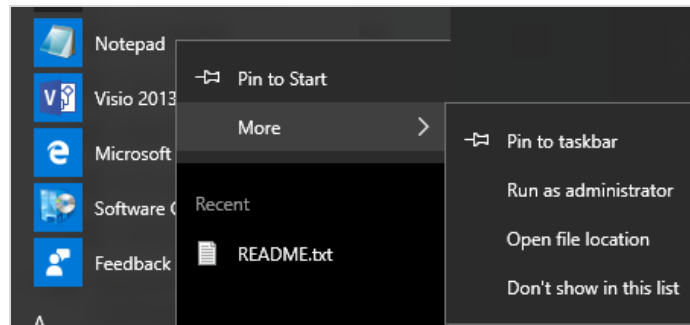 Notepad
Visio 2013
Microsoft
Software
Feedback
A
Pin to Start
More
Recent
README.txt
Pin to taskbar
Run as administrator
Open file location
Don't show in this list